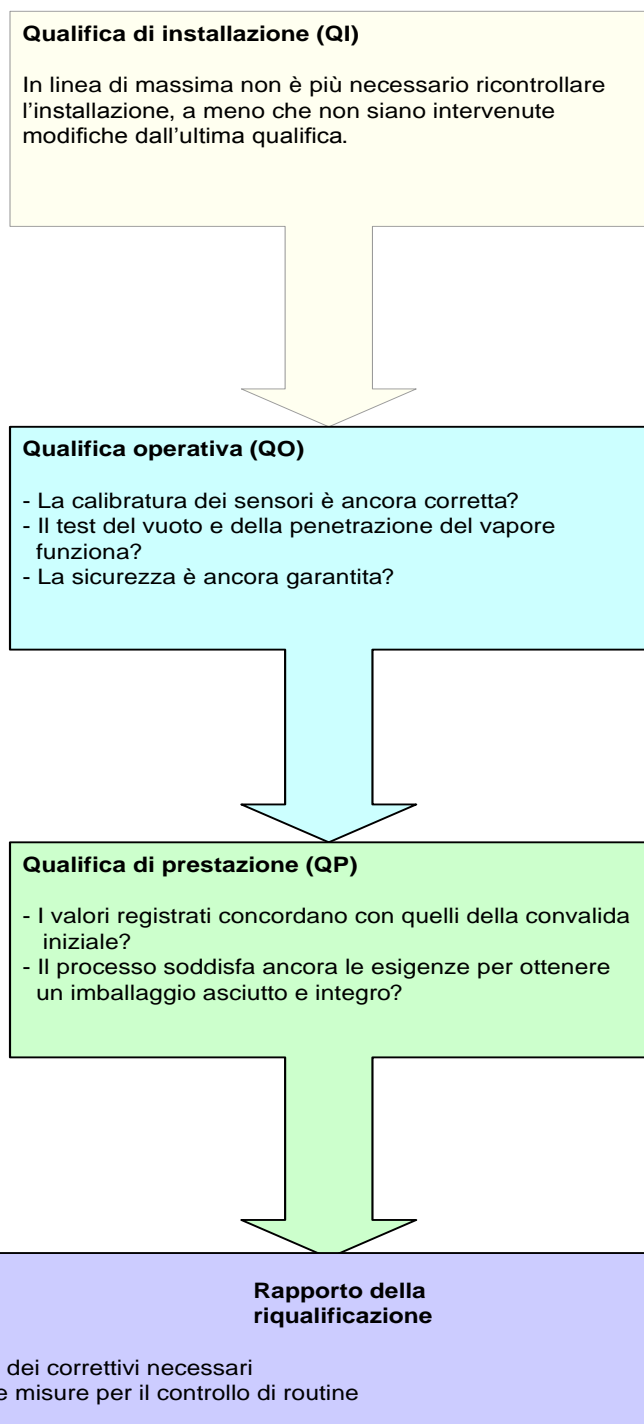 Qualifica di installazione (QI)
In linea di massima non è più necessario ricontrollare
l'installazione, a meno che non siano intervenute
modifiche dall'ultima qualifica.
Qualifica operativa (QO)
- La calibratura dei sensori è ancora corretta?
- Il test del vuoto e della penetrazione del vapore
funziona?
- La sicurezza è ancora garantita?
Qualifica di prestazione (QP)
- I valori registrati concordano con quelli della convalida
iniziale?
- Il processo soddisfa ancora le esigenze per ottenere
un imballaggio asciutto e integro?
Rapporto della
riqualificazione
dei correttivi necessari
e misure per il controllo di routine